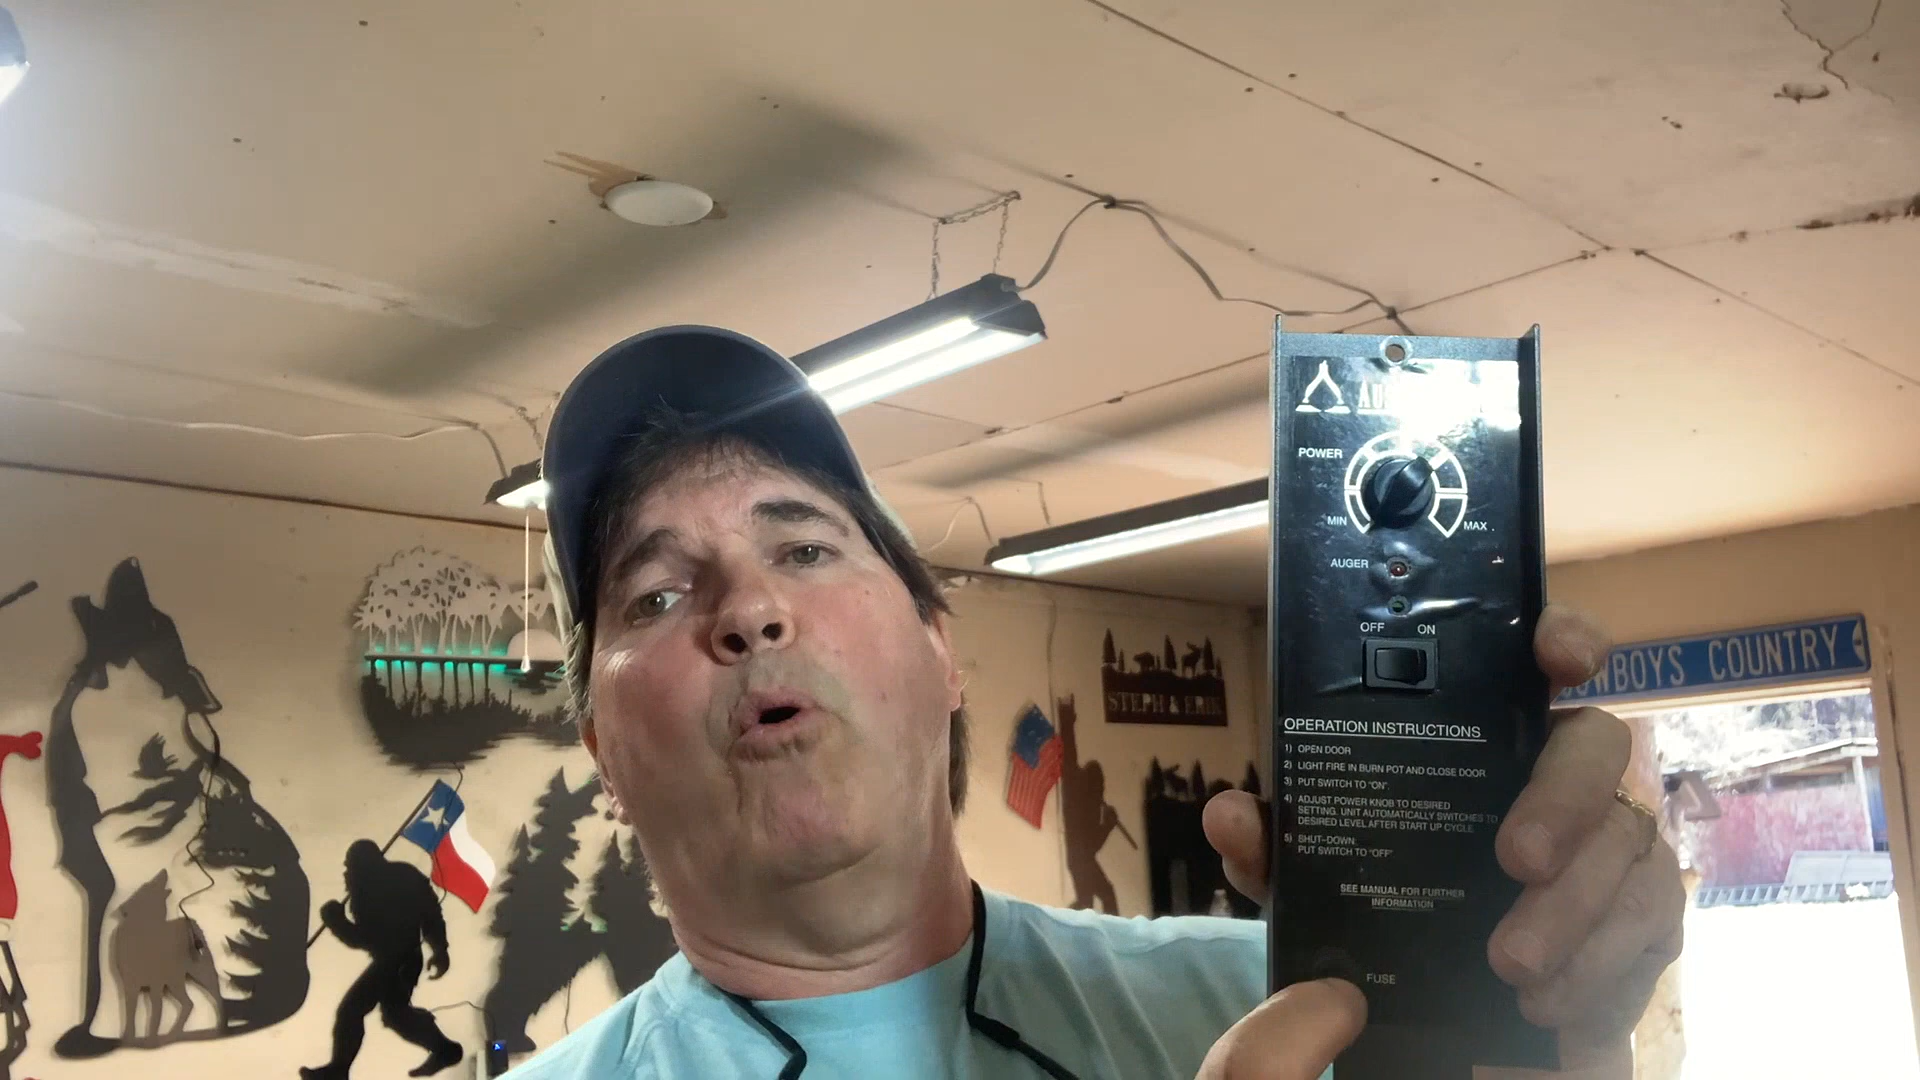 POWER
MIN
MAX
AUGER
OFF ON
OPERATION INSTRUCTIONS
1) OPEN DOOR
2) LIGHT FIRE IN BURN POT AND CLOSE DOOR
3) PUT SWITCH TO "ON".
4) ADJUST POWER KNOB TO DESIRED
SETTING. UNIT AUTOMATICALLY SWITCHES TO
DESIRED LEVEL AFTER START UP CYCLE
5) SHUT-DOWN:
PUT SWITCH TO "OFF"
SEE MANUAL FOR FURTHER
INFORMATION
FUSE
COUNTRY
STEPH & ERIK